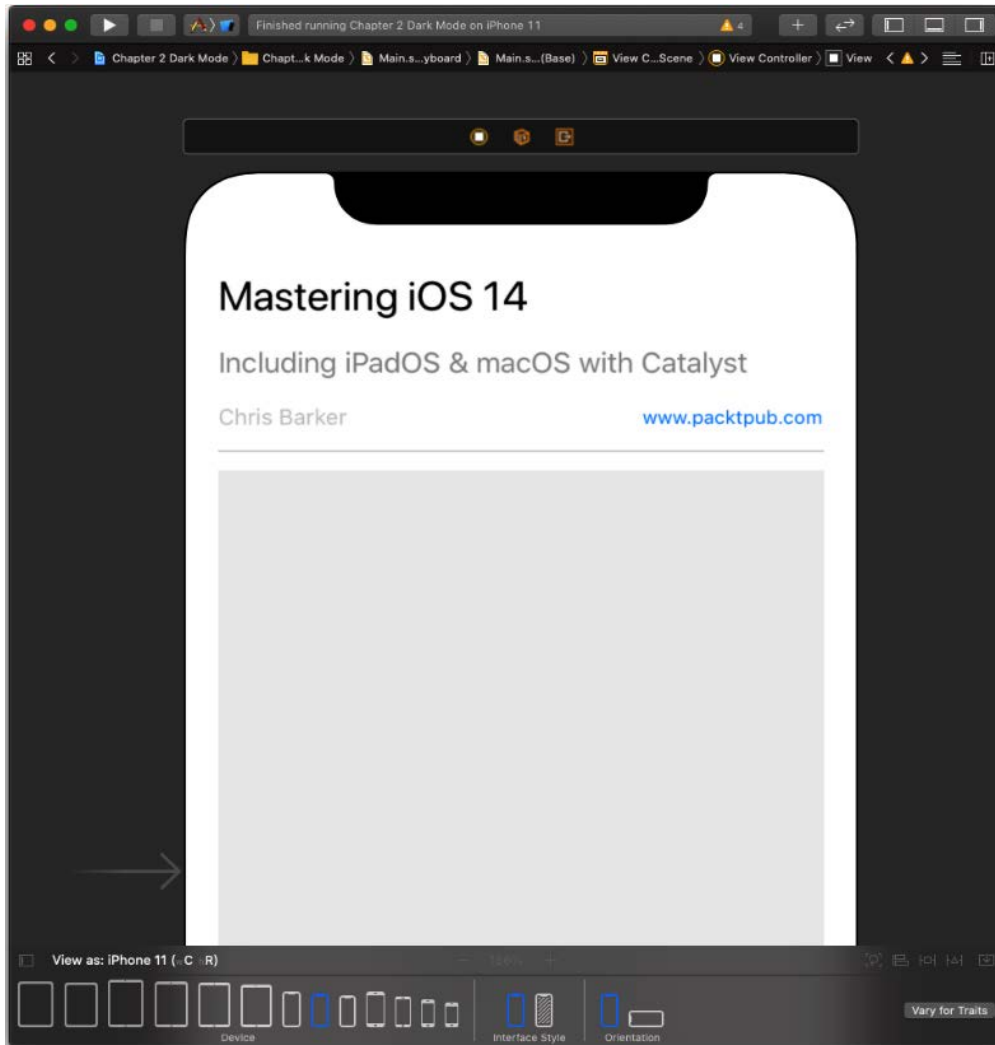 Finished running Chapter 2 Dark Mode on iPhone 11 4
Chapter 2 Dark Mode Chapt...k Mode Main.s...yboard Main.s...(Base) View C...Scene View Controller View
Mastering iOS 14
Including iPadOS & macOS with Catalyst
Chris Barker www.packtpub.com
View as: iPhone 11 (wC hR)
Vary for Traits
Device Interface Style Orientation